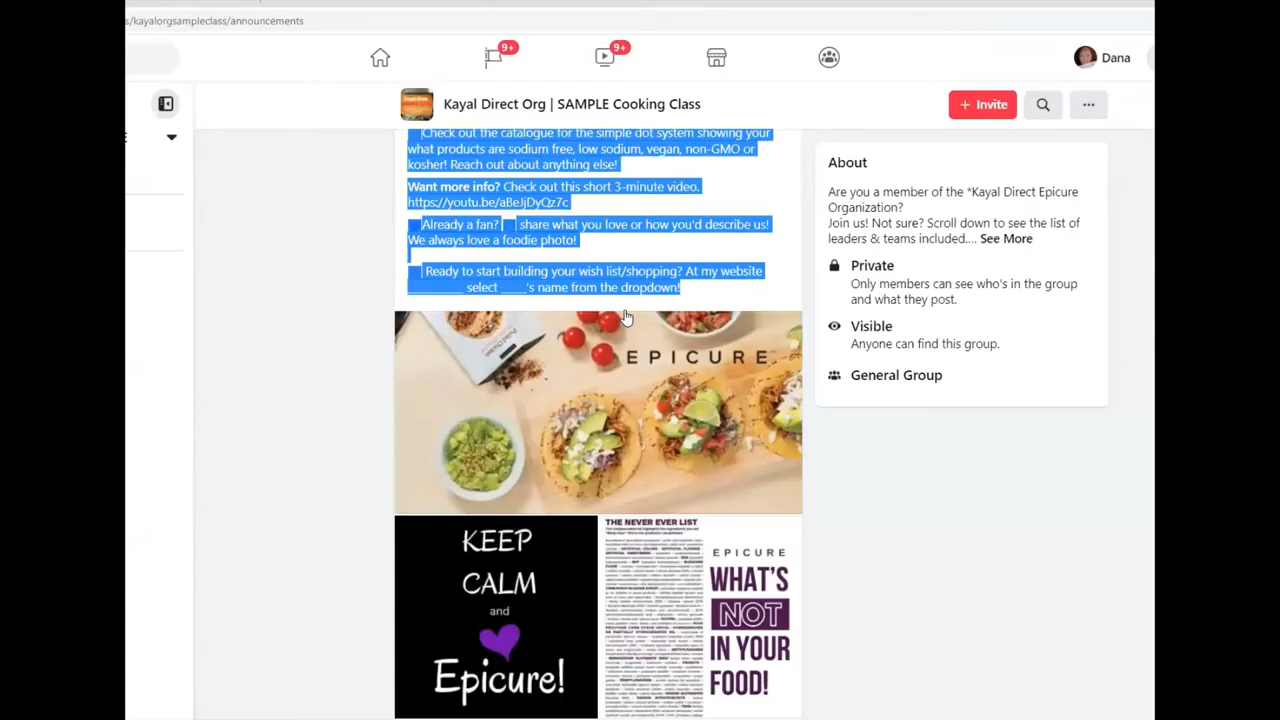 s/kayalorgsampleclass/announcements
9+
9+
Dana
Kayal Direct Org | SAMPLE Cooking Class
+ Invite
Check out the catalogue for the simple dot system showing your
what products are sodium free, low sodium, vegan, non-GMO or
kosher! Reach out about anything else!
Want more info? Check out this short 3-minute video.
https://youtu.be/aBeJjDyQz7c
Already a fan? share what you love or how you'd describe us!
We always love a foodie photo!
Ready to start building your wish list/shopping? At my website
__________ select _____'s name from the dropdown!
About
Are you a member of the *Kayal Direct Epicure
Organization?
Join us! Not sure? Scroll down to see the list of
leaders & teams included.... See More
Private
Only members can see who's in the group
and what they post.
Visible
Anyone can find this group.
General Group
EPICURE
KEEP
CALM
and
Epicure!
THE NEVER EVER LIST
EPICURE
WHAT'S
NOT
IN YOUR
FOOD!